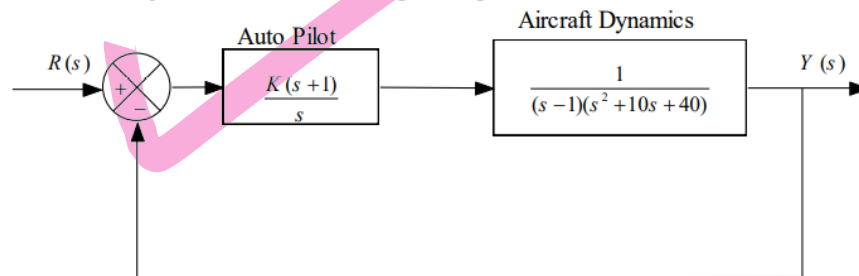 Aircraft Dynamics
Auto Pilot
R(s)
Y (s)
+
−
K(s+1)
s
1
(s−1)(s²+10s+40)